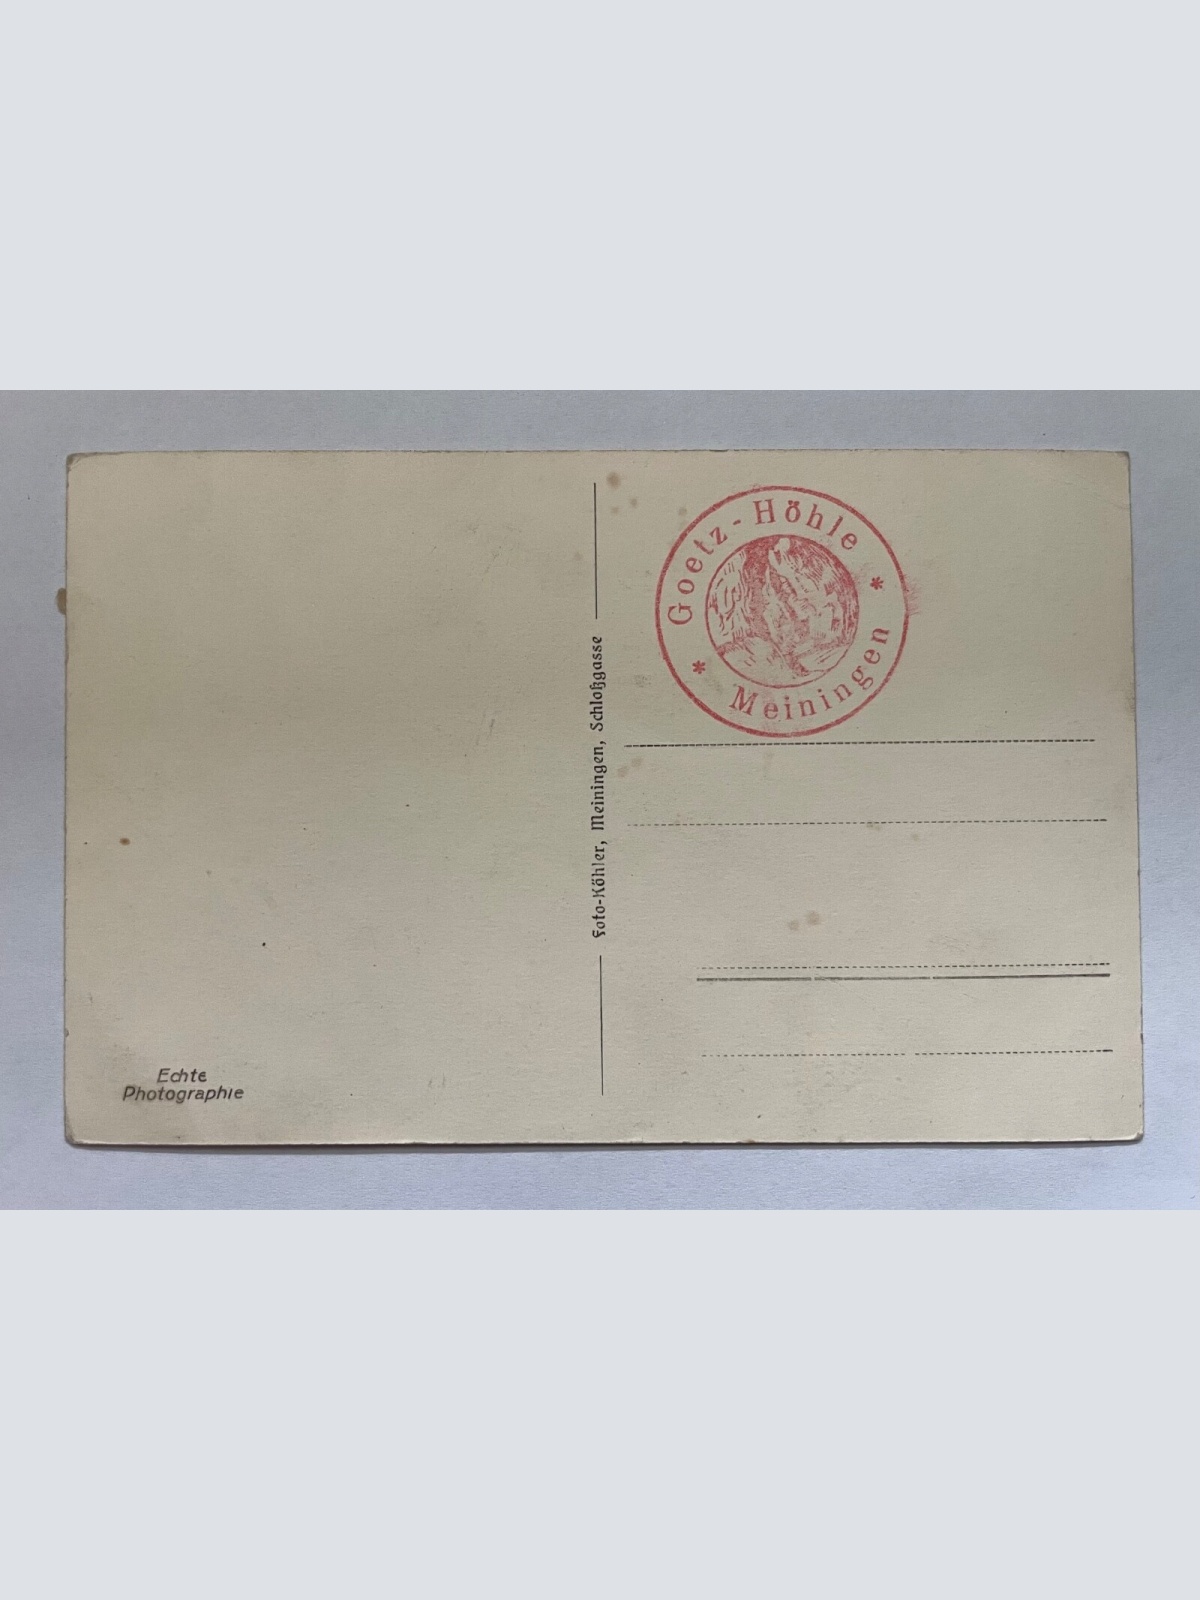 Goetz-Höhle
* Meiningen *
Foto-Köhler, Meiningen, Schloßgasse
Echte
Photographie